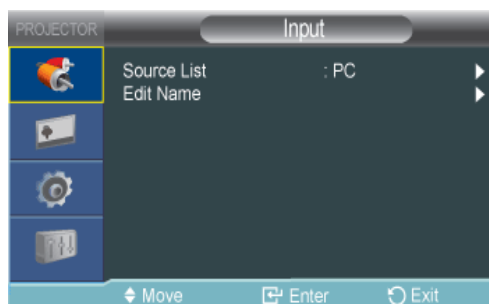 PROJECTOR
Input
Source List : PC
Edit Name
Move Enter Exit